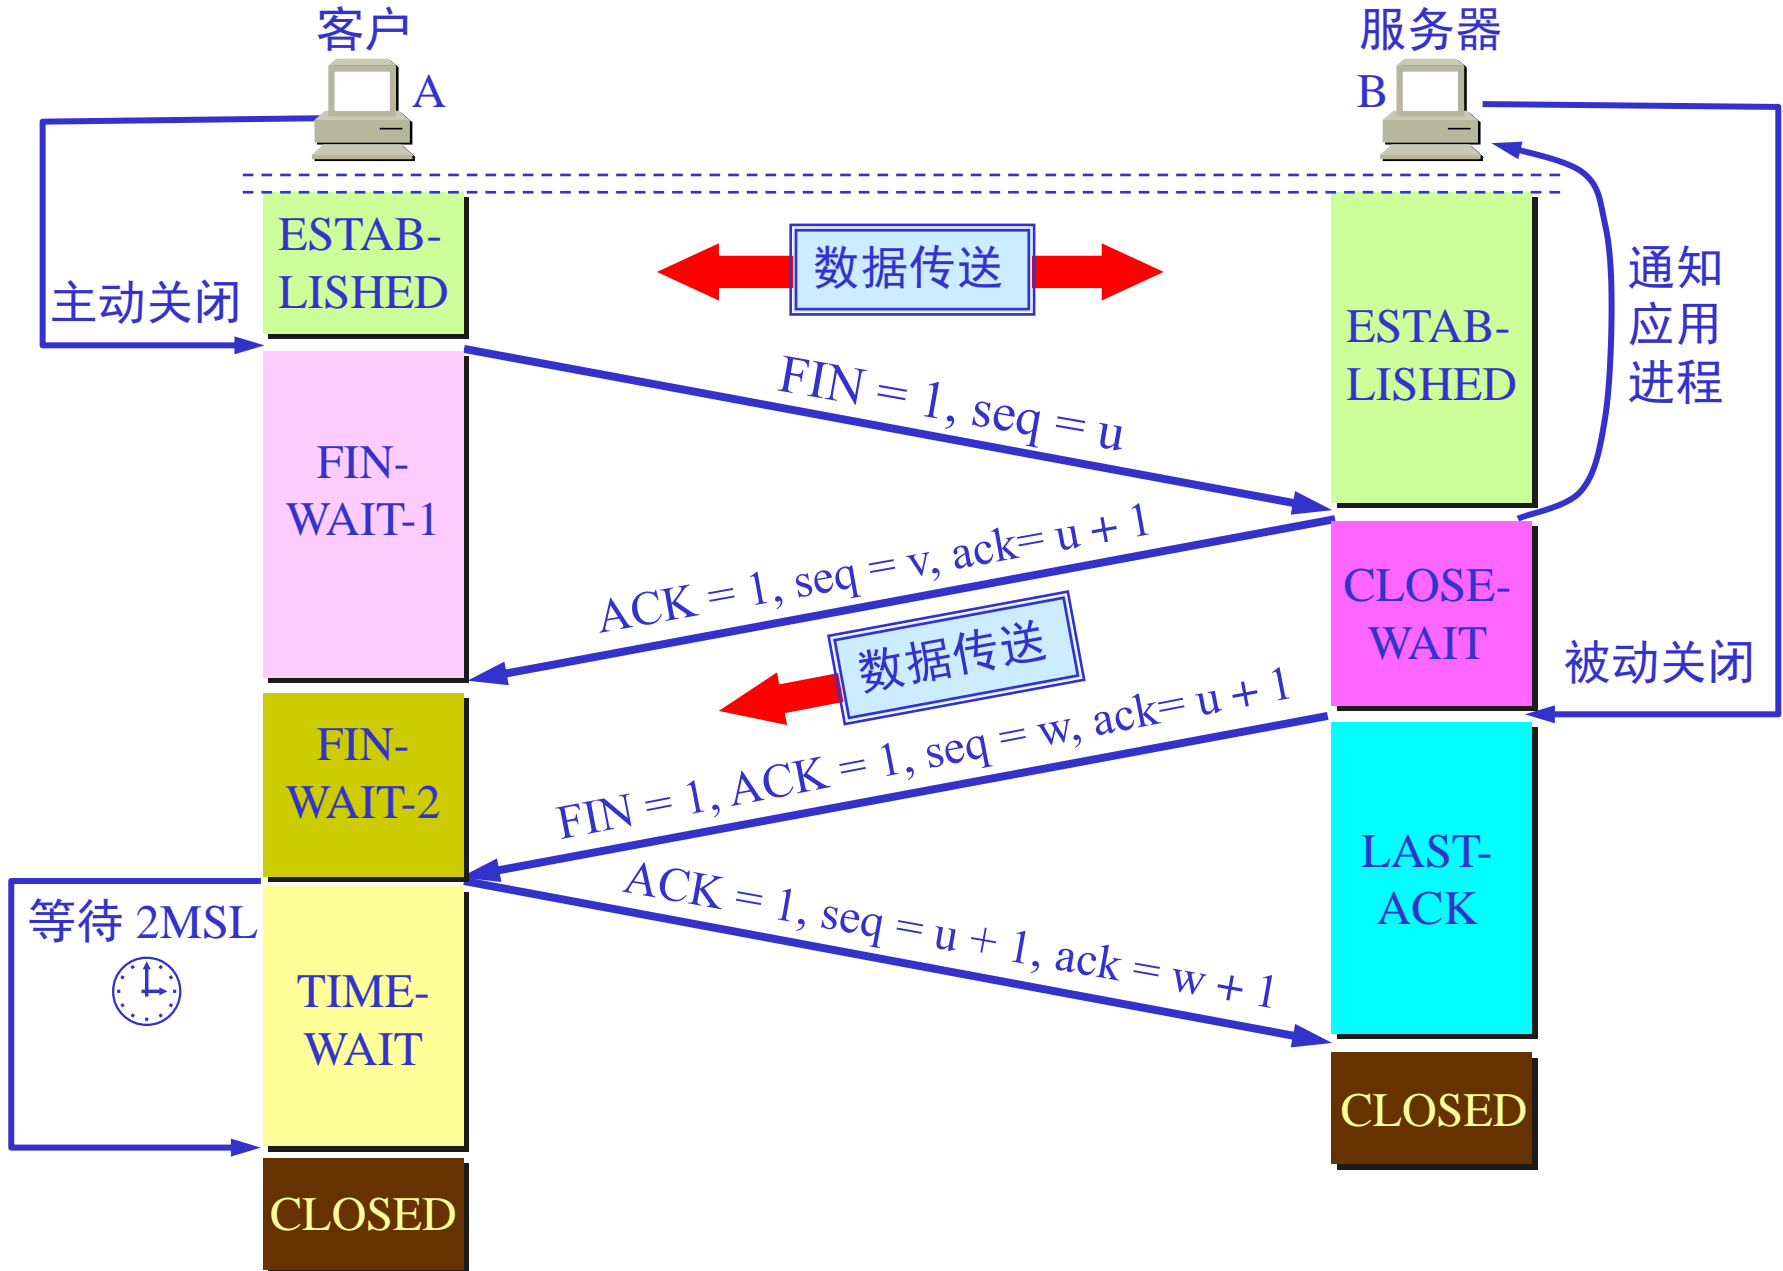 客户
服务器
A
B
ESTAB-
LISHED
数据传送
主动关闭
ESTAB-
LISHED
通知
应用
进程
FIN = 1, seq = u
FIN-
WAIT-1
ACK = 1, seq = v, ack= u + 1
CLOSE-
WAIT
数据传送
被动关闭
FIN-
WAIT-2
FIN = 1, ACK = 1, seq = w, ack= u + 1
LAST-
ACK
等待 2MSL
ACK = 1, seq = u + 1, ack = w + 1
TIME-
WAIT
CLOSED
CLOSED